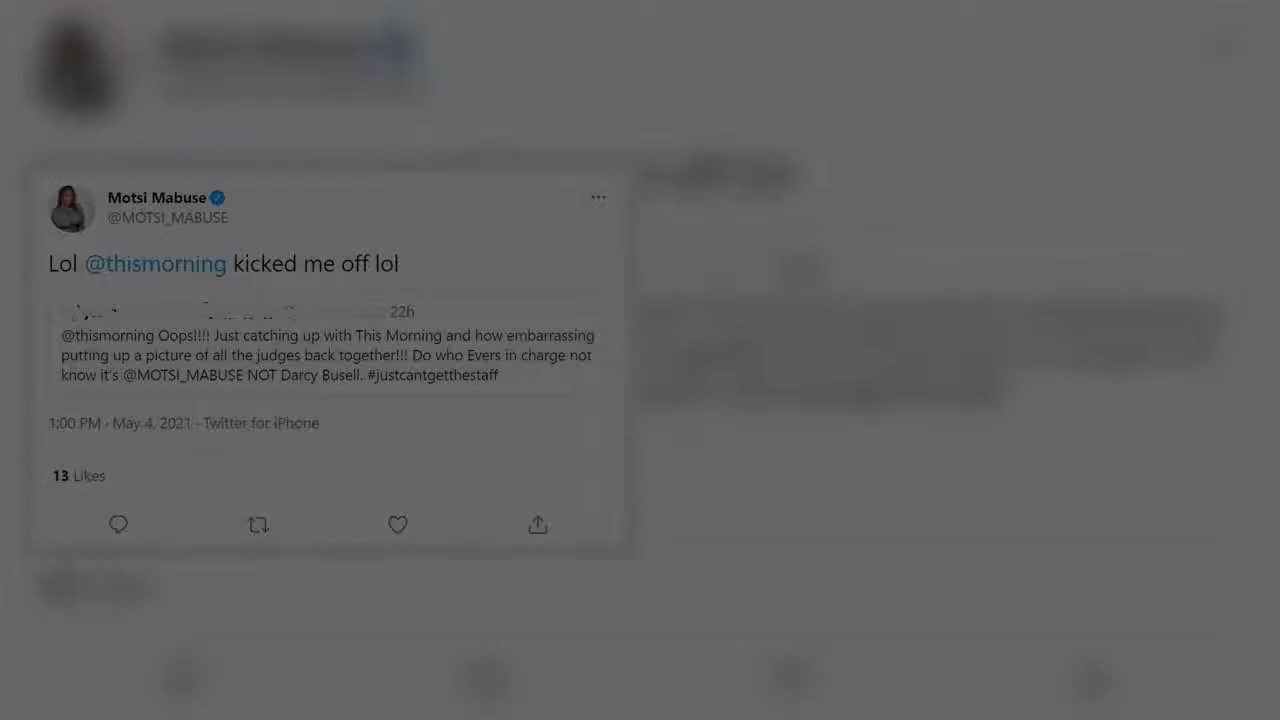 Motsi Mabuse
@MOTSI_MABUSE
Lol @thismorning kicked me off lol
22h
@thismorning Oops!!!! Just catching up with This Morning and how embarrassing
putting up a picture of all the judges back together!!! Do who Evers in charge not
know it's @MOTSI_MABUSE NOT Darcy Busell. #justcantgetthestaff
1:00 PM · May 4, 2021 · Twitter for iPhone
13 Likes